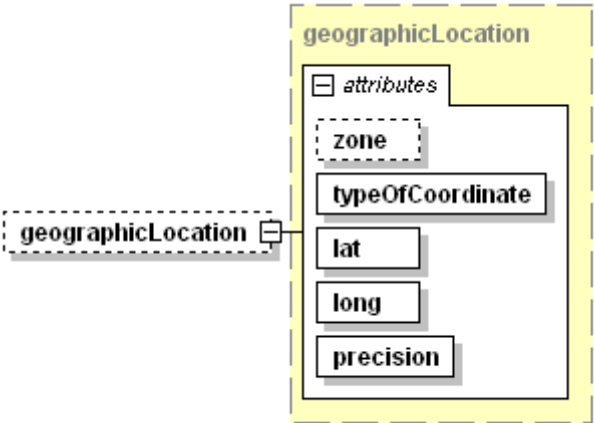 geographicLocation
attributes
zone
typeOfCoordinate
geographicLocation
lat
long
precision